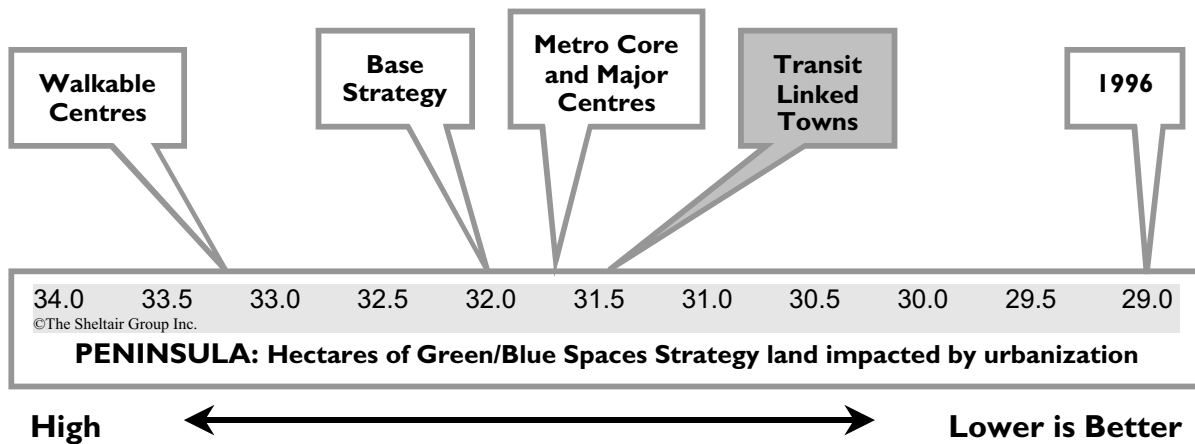 Walkable
Centres
Base
Strategy
Metro Core
and Major
Centres
Transit
Linked
Towns
1996
34.0 33.5 33.0 32.5 32.0 31.5 31.0 30.5 30.0 29.5 29.0
©The Sheltair Group Inc.
PENINSULA: Hectares of Green/Blue Spaces Strategy land impacted by urbanization
High Lower is Better